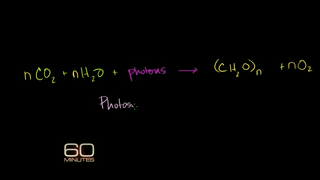 nCO₂ + nH₂O + photons → (CH₂O)ₙ + nO₂
Photos
60
MINUTES